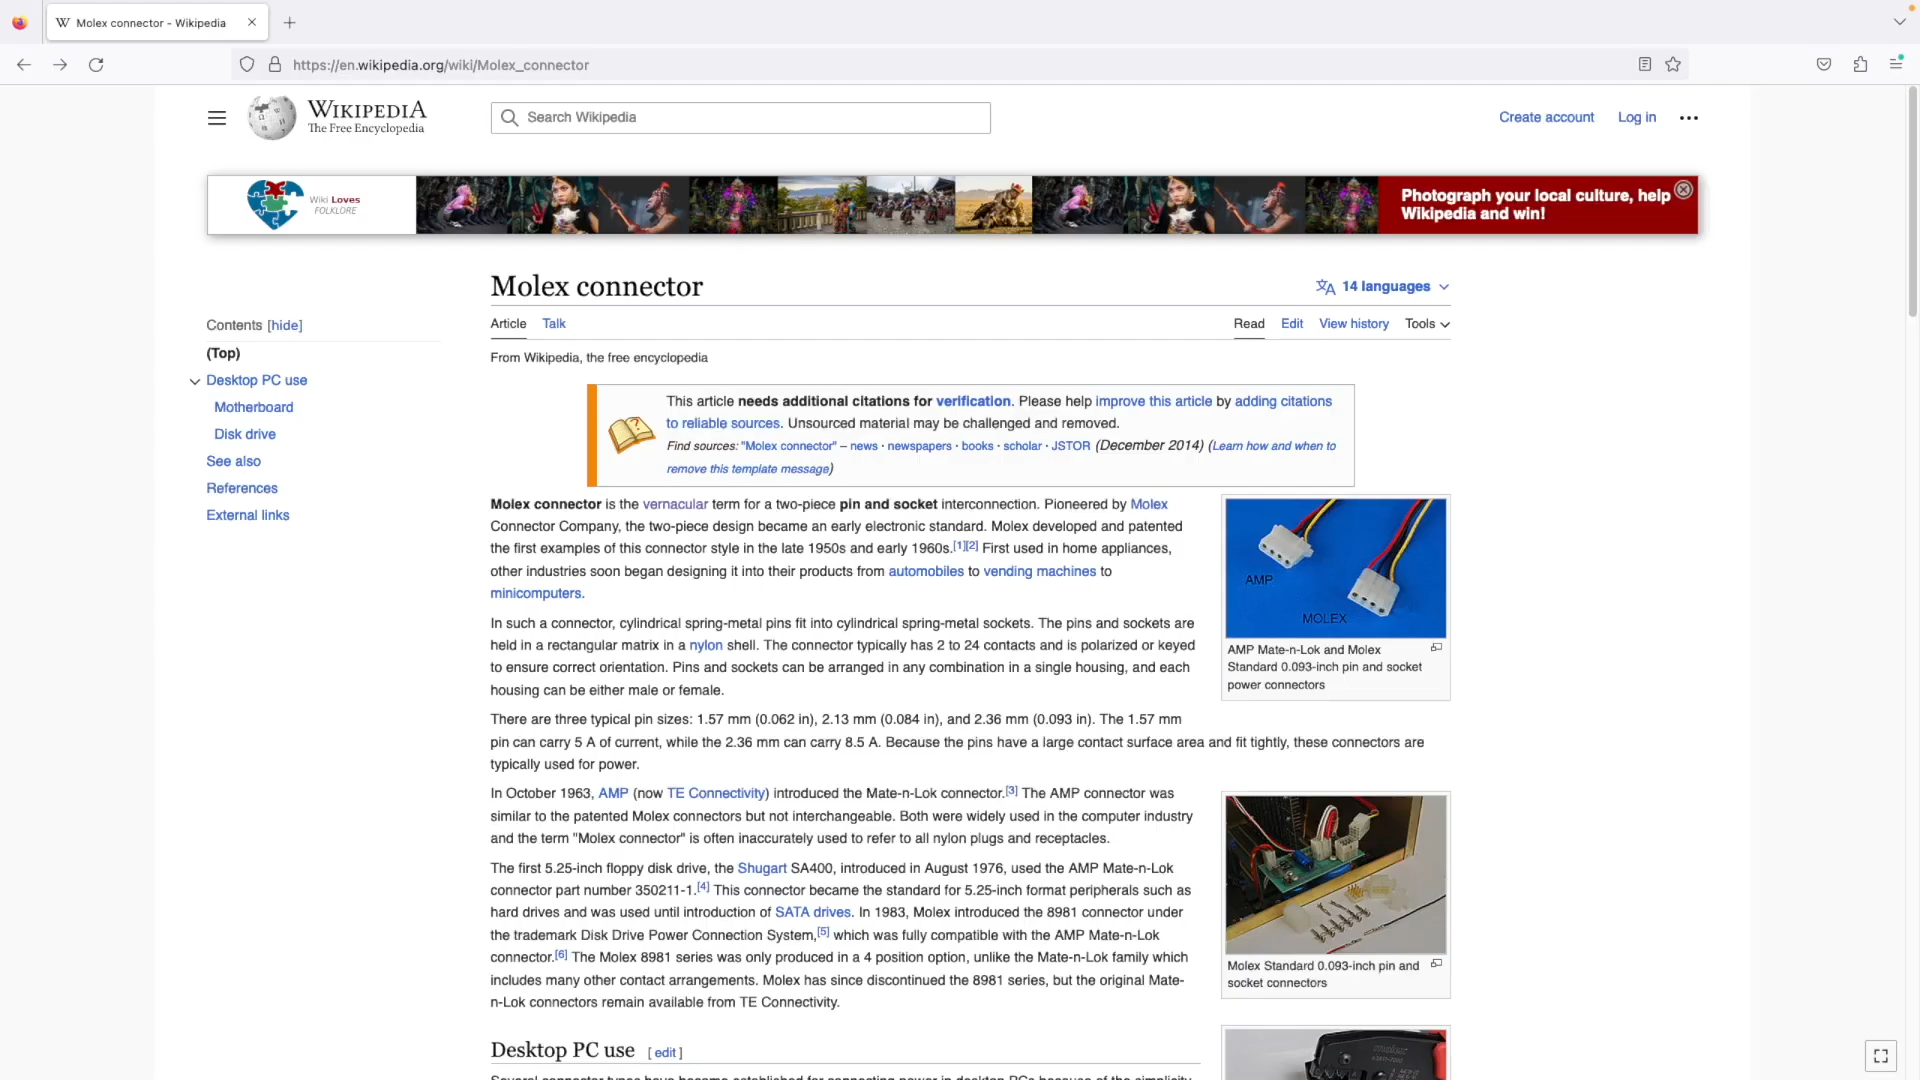 Molex connector - Wikipedia
https://en.wikipedia.org/wiki/Molex_connector
WIKIPEDIA
The Free Encyclopedia
Search Wikipedia
Create account
Log in
Wiki Loves
FOLKLORE
Photograph your local culture, help
Wikipedia and win!
Molex connector
14 languages
Contents [hide]
(Top)
Desktop PC use
Motherboard
Disk drive
See also
References
External links
Article Talk
Read Edit View history Tools
From Wikipedia, the free encyclopedia
This article needs additional citations for verification. Please help improve this article by adding citations
to reliable sources. Unsourced material may be challenged and removed.
Find sources: "Molex connector" – news · newspapers · books · scholar · JSTOR (December 2014) (Learn how and when to
remove this template message)
Molex connector is the vernacular term for a two-piece pin and socket interconnection. Pioneered by Molex
Connector Company, the two-piece design became an early electronic standard. Molex developed and patented
the first examples of this connector style in the late 1950s and early 1960s.[1][2] First used in home appliances,
other industries soon began designing it into their products from automobiles to vending machines to
minicomputers.
AMP
MOLEX
AMP Mate-n-Lok and Molex
Standard 0.093-inch pin and socket
power connectors
In such a connector, cylindrical spring-metal pins fit into cylindrical spring-metal sockets. The pins and sockets are
held in a rectangular matrix in a nylon shell. The connector typically has 2 to 24 contacts and is polarized or keyed
to ensure correct orientation. Pins and sockets can be arranged in any combination in a single housing, and each
housing can be either male or female.
There are three typical pin sizes: 1.57 mm (0.062 in), 2.13 mm (0.084 in), and 2.36 mm (0.093 in). The 1.57 mm
pin can carry 5 A of current, while the 2.36 mm can carry 8.5 A. Because the pins have a large contact surface area and fit tightly, these connectors are
typically used for power.
In October 1963, AMP (now TE Connectivity) introduced the Mate-n-Lok connector.[3] The AMP connector was
similar to the patented Molex connectors but not interchangeable. Both were widely used in the computer industry
and the term "Molex connector" is often inaccurately used to refer to all nylon plugs and receptacles.
The first 5.25-inch floppy disk drive, the Shugart SA400, introduced in August 1976, used the AMP Mate-n-Lok
connector part number 350211-1.[4] This connector became the standard for 5.25-inch format peripherals such as
hard drives and was used until introduction of SATA drives. In 1983, Molex introduced the 8981 connector under
the trademark Disk Drive Power Connection System,[5] which was fully compatible with the AMP Mate-n-Lok
connector.[6] The Molex 8981 series was only produced in a 4 position option, unlike the Mate-n-Lok family which
includes many other contact arrangements. Molex has since discontinued the 8981 series, but the original Mate-
n-Lok connectors remain available from TE Connectivity.
Molex Standard 0.093-inch pin and
socket connectors
Desktop PC use [ edit ]
Several connector types have become established for connecting power in desktop PCs because of the simplicity
molex